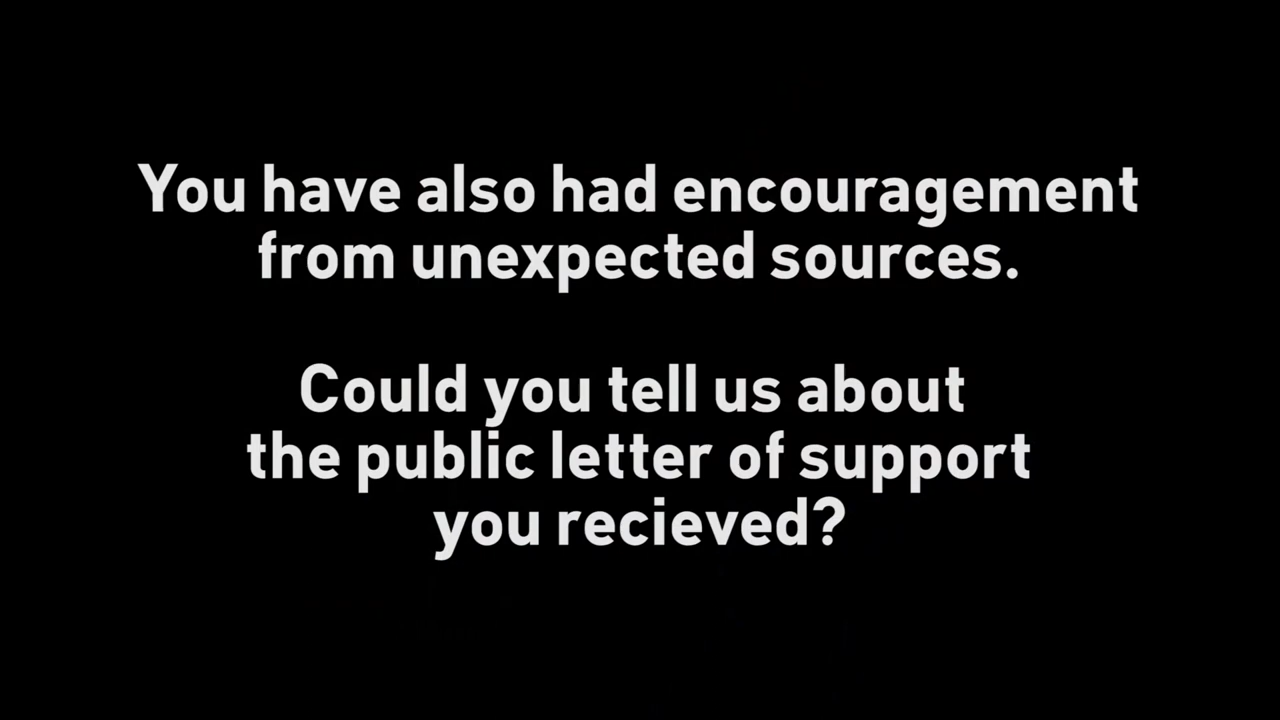 You have also had encouragement
from unexpected sources.
Could you tell us about
the public letter of support
you recieved?